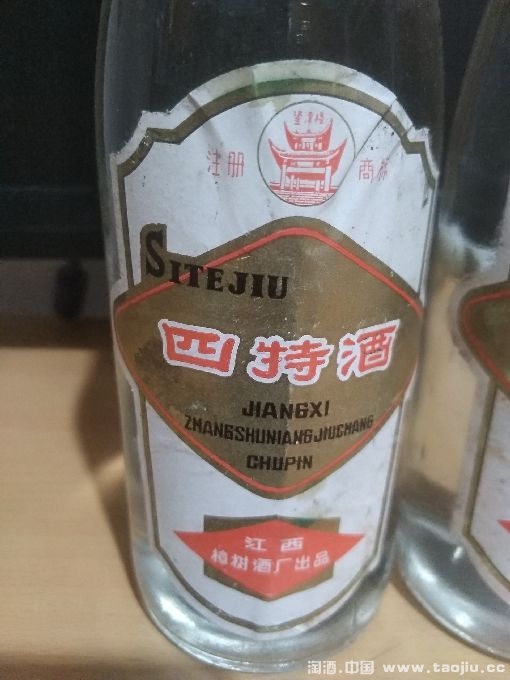 注册 商标
SITEJIU
四特酒
JIANGXI
ZHANGSHUNIANGJIUCHANG
CHUPIN
江西
樟树酒厂出品
淘酒.中国 www.taojiu.cc